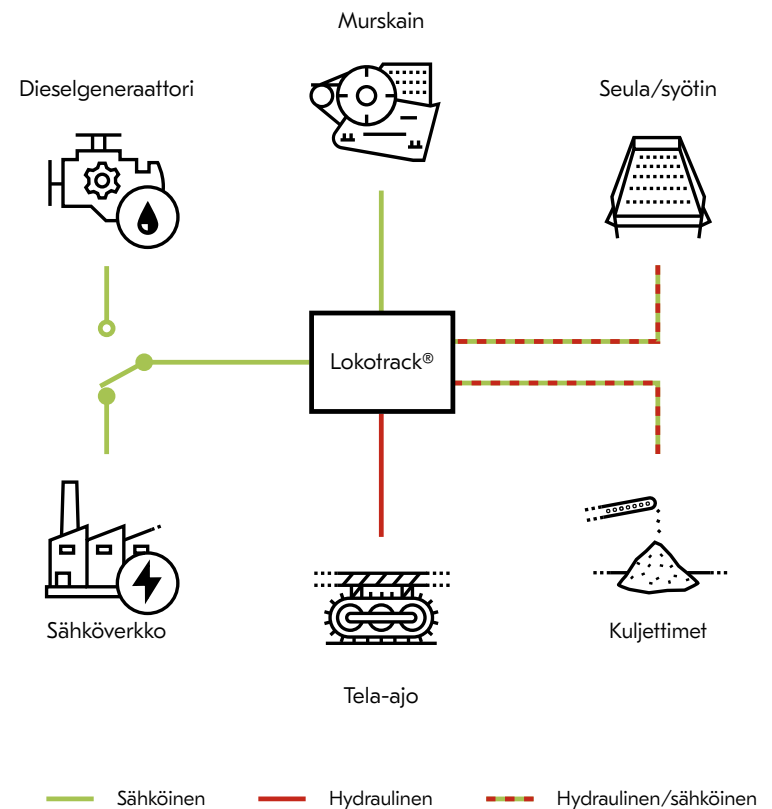 Murskain
Dieselgeneraattori
Seula/syötin
Lokotrack®
Sähköverkko
Kuljettimet
Tela-ajo
Sähköinen
Hydraulinen
Hydraulinen/sähköinen